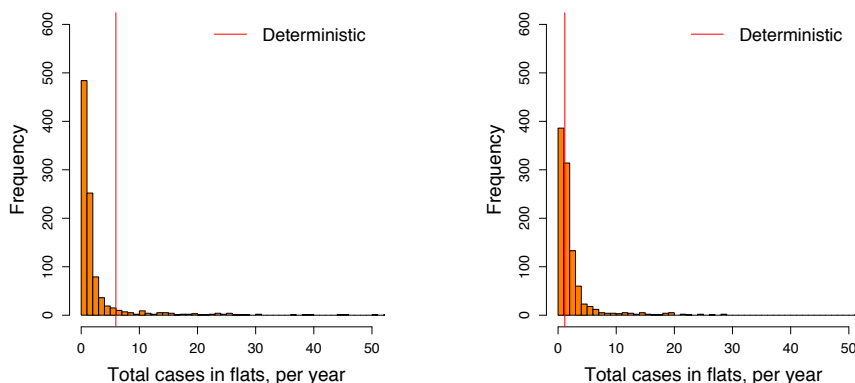 Deterministic
Frequency
0 100 200 300 400 500 600
0 10 20 30 40 50
Total cases in flats, per year
Deterministic
Frequency
0 100 200 300 400 500 600
0 10 20 30 40 50
Total cases in flats, per year